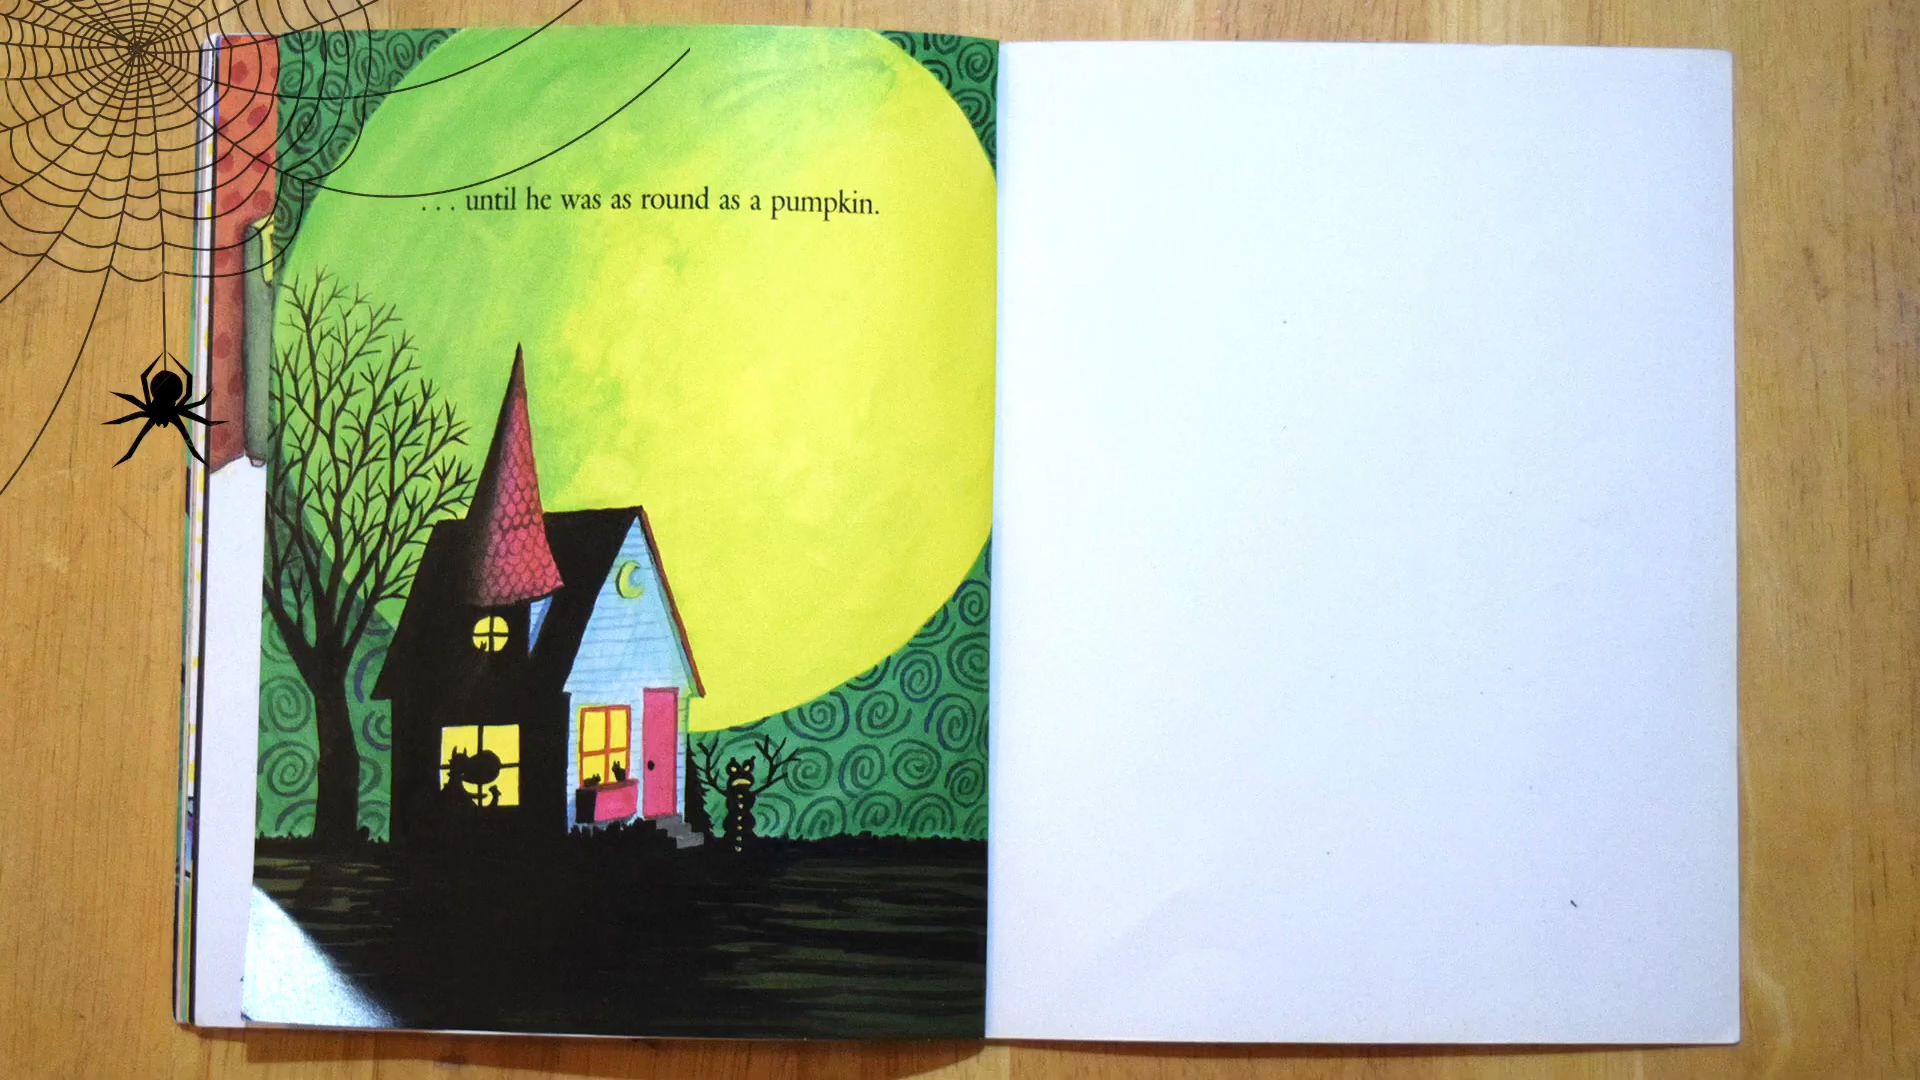 . . . until he was as round as a pumpkin.